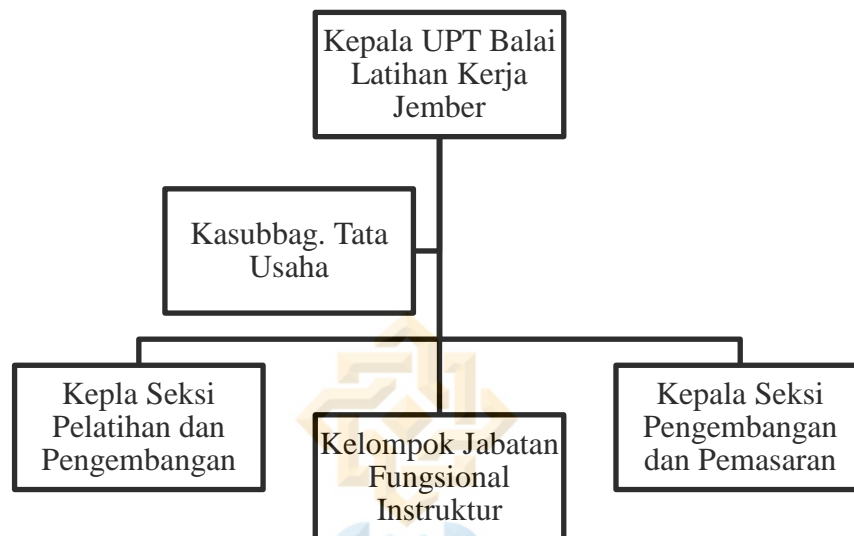 Kepala UPT Balai
Latihan Kerja
Jember
Kasubbag. Tata
Usaha
Kepla Seksi
Pelatihan dan
Pengembangan
Kelompok Jabatan
Fungsional
Instruktur
Kepala Seksi
Pengembangan
dan Pemasaran